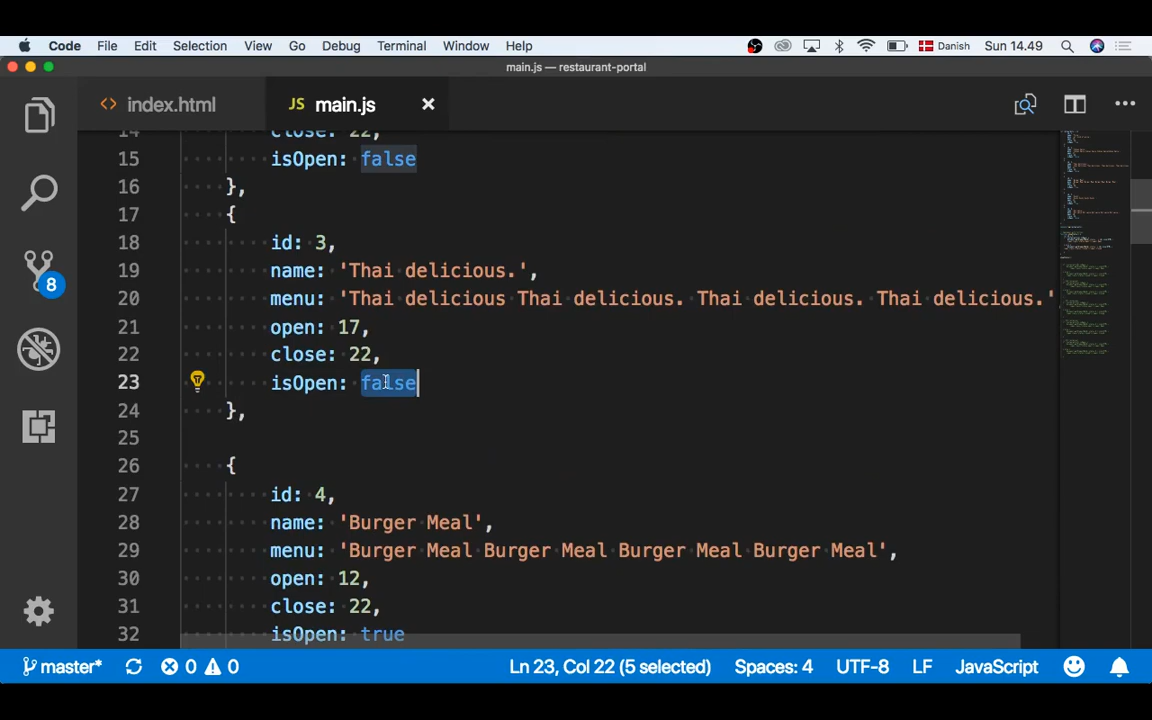 Code File Edit Selection View Go Debug Terminal Window Help Danish Sun 14.49
main.js — restaurant-portal
index.html JS main.js
14 close: 22,
15 isOpen: false
16 },
17 {
18 id: 3,
19 name: 'Thai delicious.',
20 menu: 'Thai delicious Thai delicious. Thai delicious. Thai delicious.'
21 open: 17,
22 close: 22,
23 isOpen: false
24 },
25
26 {
27 id: 4,
28 name: 'Burger Meal',
29 menu: 'Burger Meal Burger Meal Burger Meal Burger Meal',
30 open: 12,
31 close: 22,
32 isOpen: true
8
master* 0 0 Ln 23, Col 22 (5 selected) Spaces: 4 UTF-8 LF JavaScript